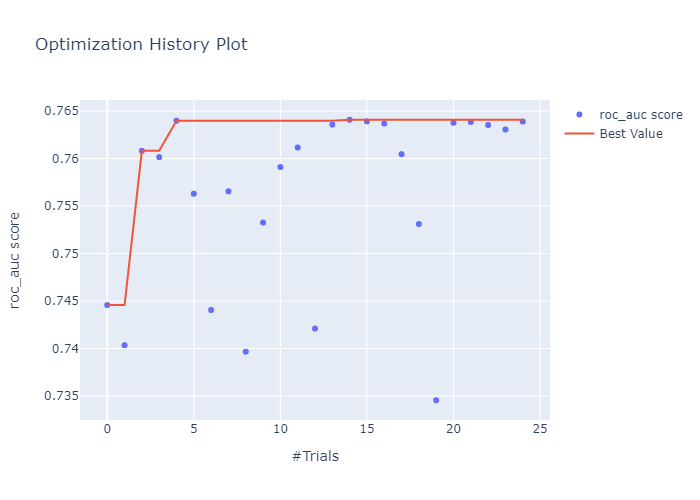 Optimization History Plot
roc_auc score
Best Value
0.765
0.76
0.755
0.75
0.745
0.74
0.735
roc_auc score
0
5
10
15
20
25
#Trials